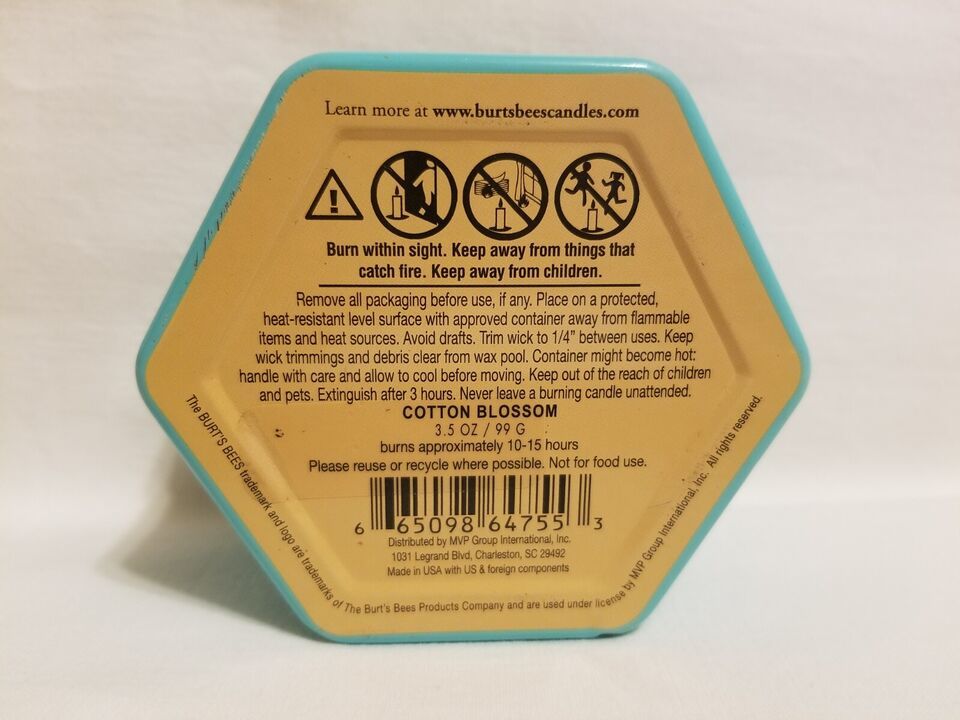 Learn more at www.burtsbeescandles.com
Burn within sight. Keep away from things that
catch fire. Keep away from children.
Remove all packaging before use, if any. Place on a protected,
heat-resistant level surface with approved container away from flammable
items and heat sources. Avoid drafts. Trim wick to 1/4" between uses. Keep
wick trimmings and debris clear from wax pool. Container might become hot:
handle with care and allow to cool before moving. Keep out of the reach of children
and pets. Extinguish after 3 hours. Never leave a burning candle unattended.
COTTON BLOSSOM
3.5 OZ / 99 G
burns approximately 10-15 hours
Please reuse or recycle where possible. Not for food use.
6 65098 64755 3
Distributed by MVP Group International, Inc.
1031 Legrand Blvd, Charleston, SC 29492
Made in USA with US & foreign components
The BURT'S BEES trademark and logo are trademarks of The Burt's Bees Products Company and are used under license by MVP Group International, Inc. All rights reserved.